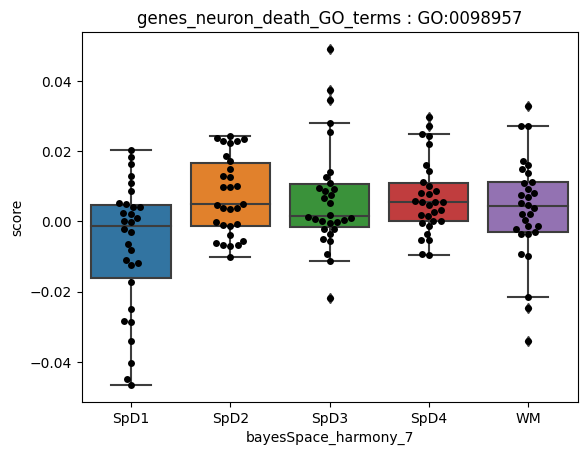 genes_neuron_death_GO_terms : GO:0098957
score
0.04
0.02
0.00
−0.02
−0.04
SpD1 SpD2 SpD3 SpD4 WM
bayesSpace_harmony_7